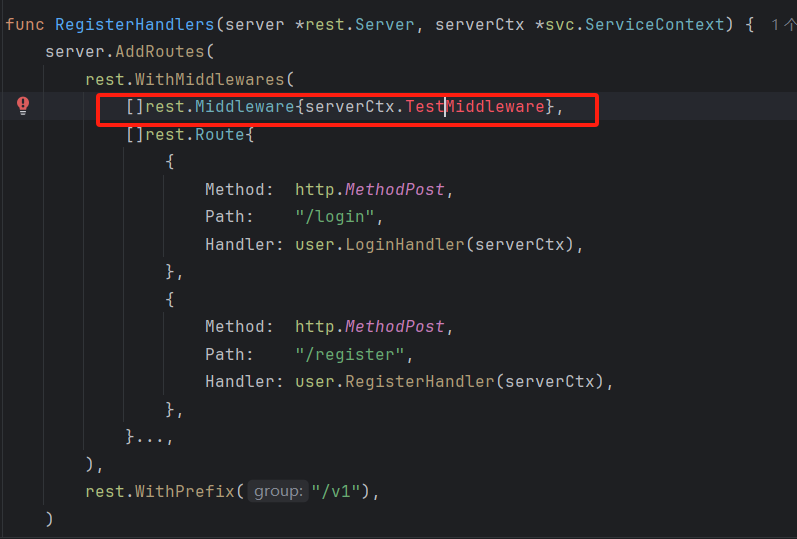 func RegisterHandlers(server *rest.Server, serverCtx *svc.ServiceContext) { 1个
server.AddRoutes(
rest.WithMiddlewares(
[]rest.Middleware{serverCtx.TestMiddleware},
[]rest.Route{
{
Method: http.MethodPost,
Path: "/login",
Handler: user.LoginHandler(serverCtx),
},
{
Method: http.MethodPost,
Path: "/register",
Handler: user.RegisterHandler(serverCtx),
},
}...,
),
rest.WithPrefix( group: "/v1"),
)